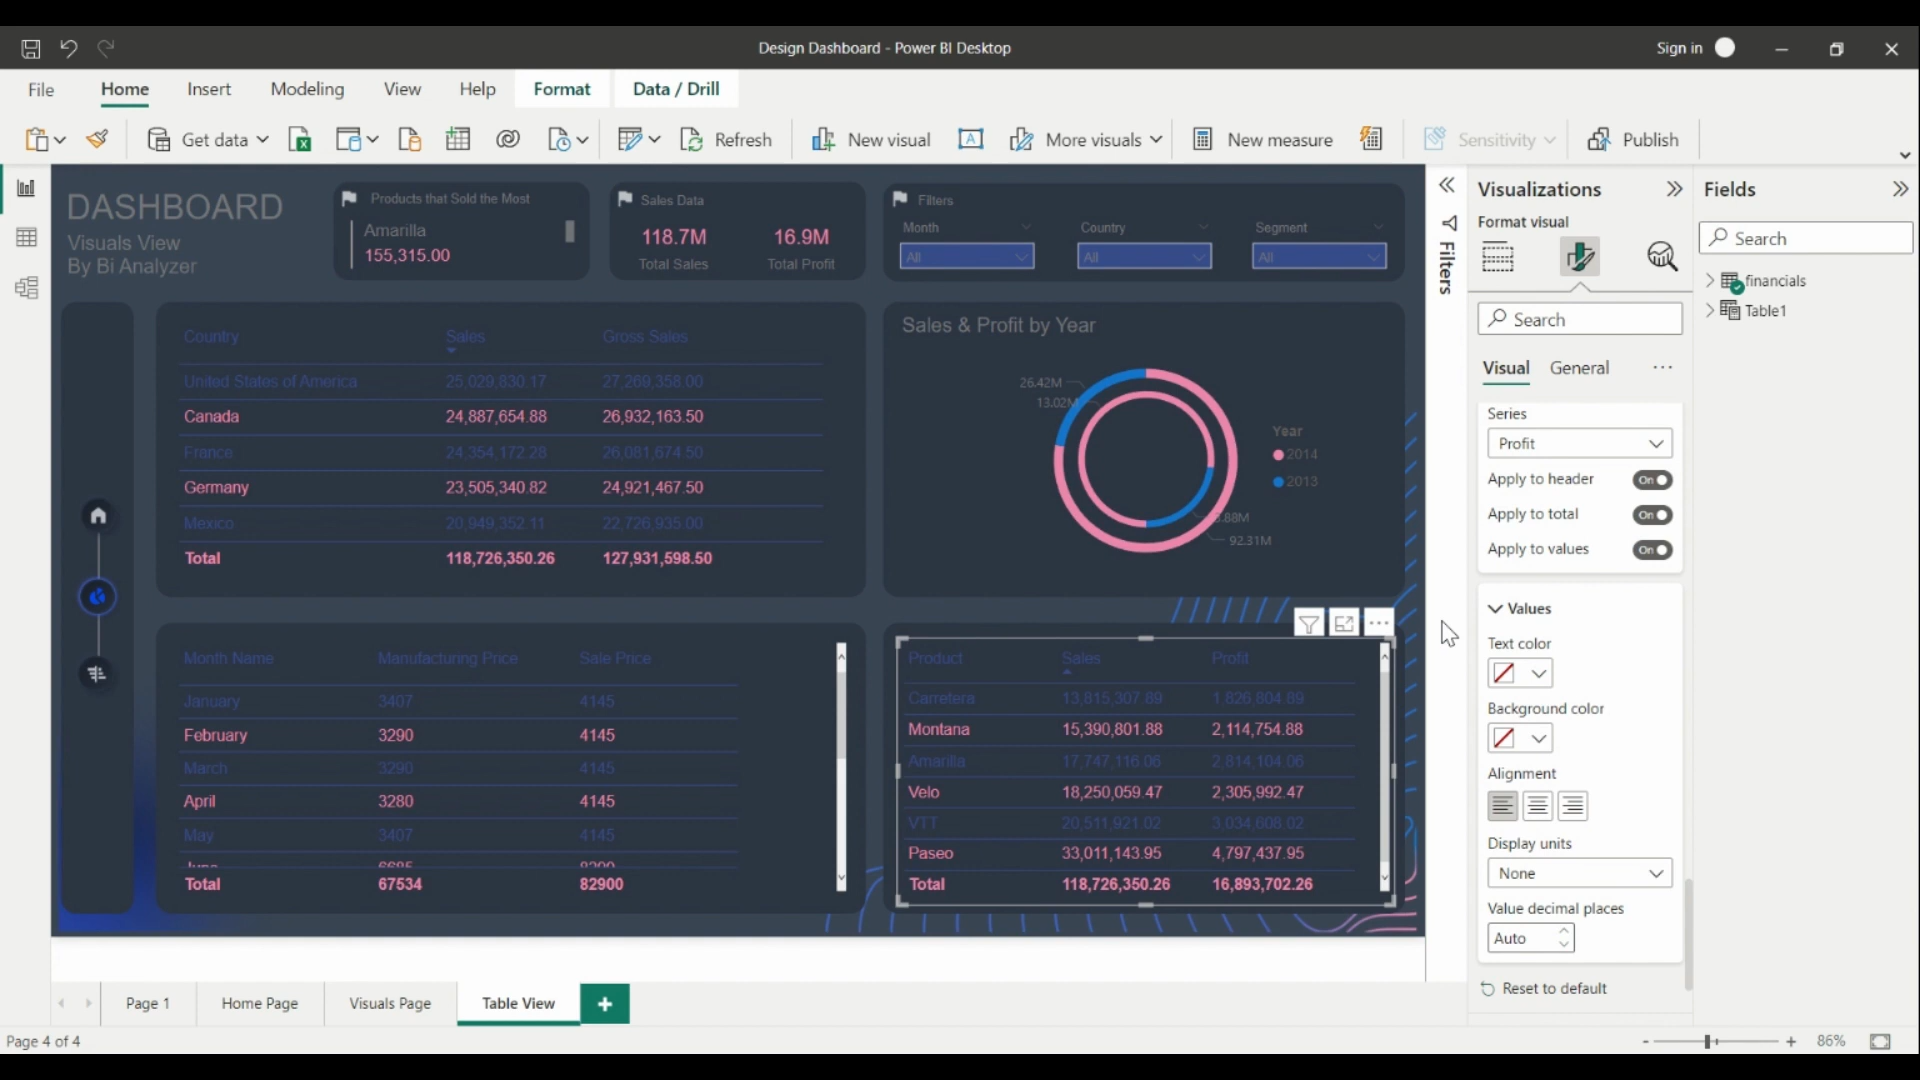 Design Dashboard - Power BI Desktop
Sign in
File
Home
Insert
Modeling
View
Help
Format
Data / Drill
Get data
Refresh
New visual
More visuals
New measure
Sensitivity
Publish
DASHBOARD
Visuals View
By Bi Analyzer
Products that Sold the Most
Amarilla
155,315.00
Sales Data
118.7M
Total Sales
16.9M
Total Profit
Filters
Month
All
Country
All
Segment
All
Country Sales Gross Sales
United States of America 25,029,830.17 27,269,358.00
Canada 24,887,654.88 26,932,163.50
France 24,354,172.28 26,081,674.50
Germany 23,505,340.82 24,921,467.50
Mexico 20,949,352.11 22,726,935.00
Total 118,726,350.26 127,931,598.50
Sales & Profit by Year
26.42M
13.02M
3.88M
92.31M
Year
2014
2013
Month Name Manufacturing Price Sale Price
January 3407 4145
February 3290 4145
March 3290 4145
April 3280 4145
May 3407 4145
Total 67534 82900
Product Sales Profit
Carretera 13,815,307.89 1,826,804.89
Montana 15,390,801.88 2,114,754.88
Amarilla 17,747,116.06 2,814,104.06
Velo 18,250,059.47 2,305,992.47
VTT 20,511,921.02 3,034,608.02
Paseo 33,011,143.95 4,797,437.95
Total 118,726,350.26 16,893,702.26
Filters
Visualizations
Format visual
Search
Visual
General
Series
Profit
Apply to header On
Apply to total On
Apply to values On
Values
Text color
Background color
Alignment
Display units
None
Value decimal places
Auto
Reset to default
Fields
Search
financials
Table1
Page 1
Home Page
Visuals Page
Table View
Page 4 of 4
86%